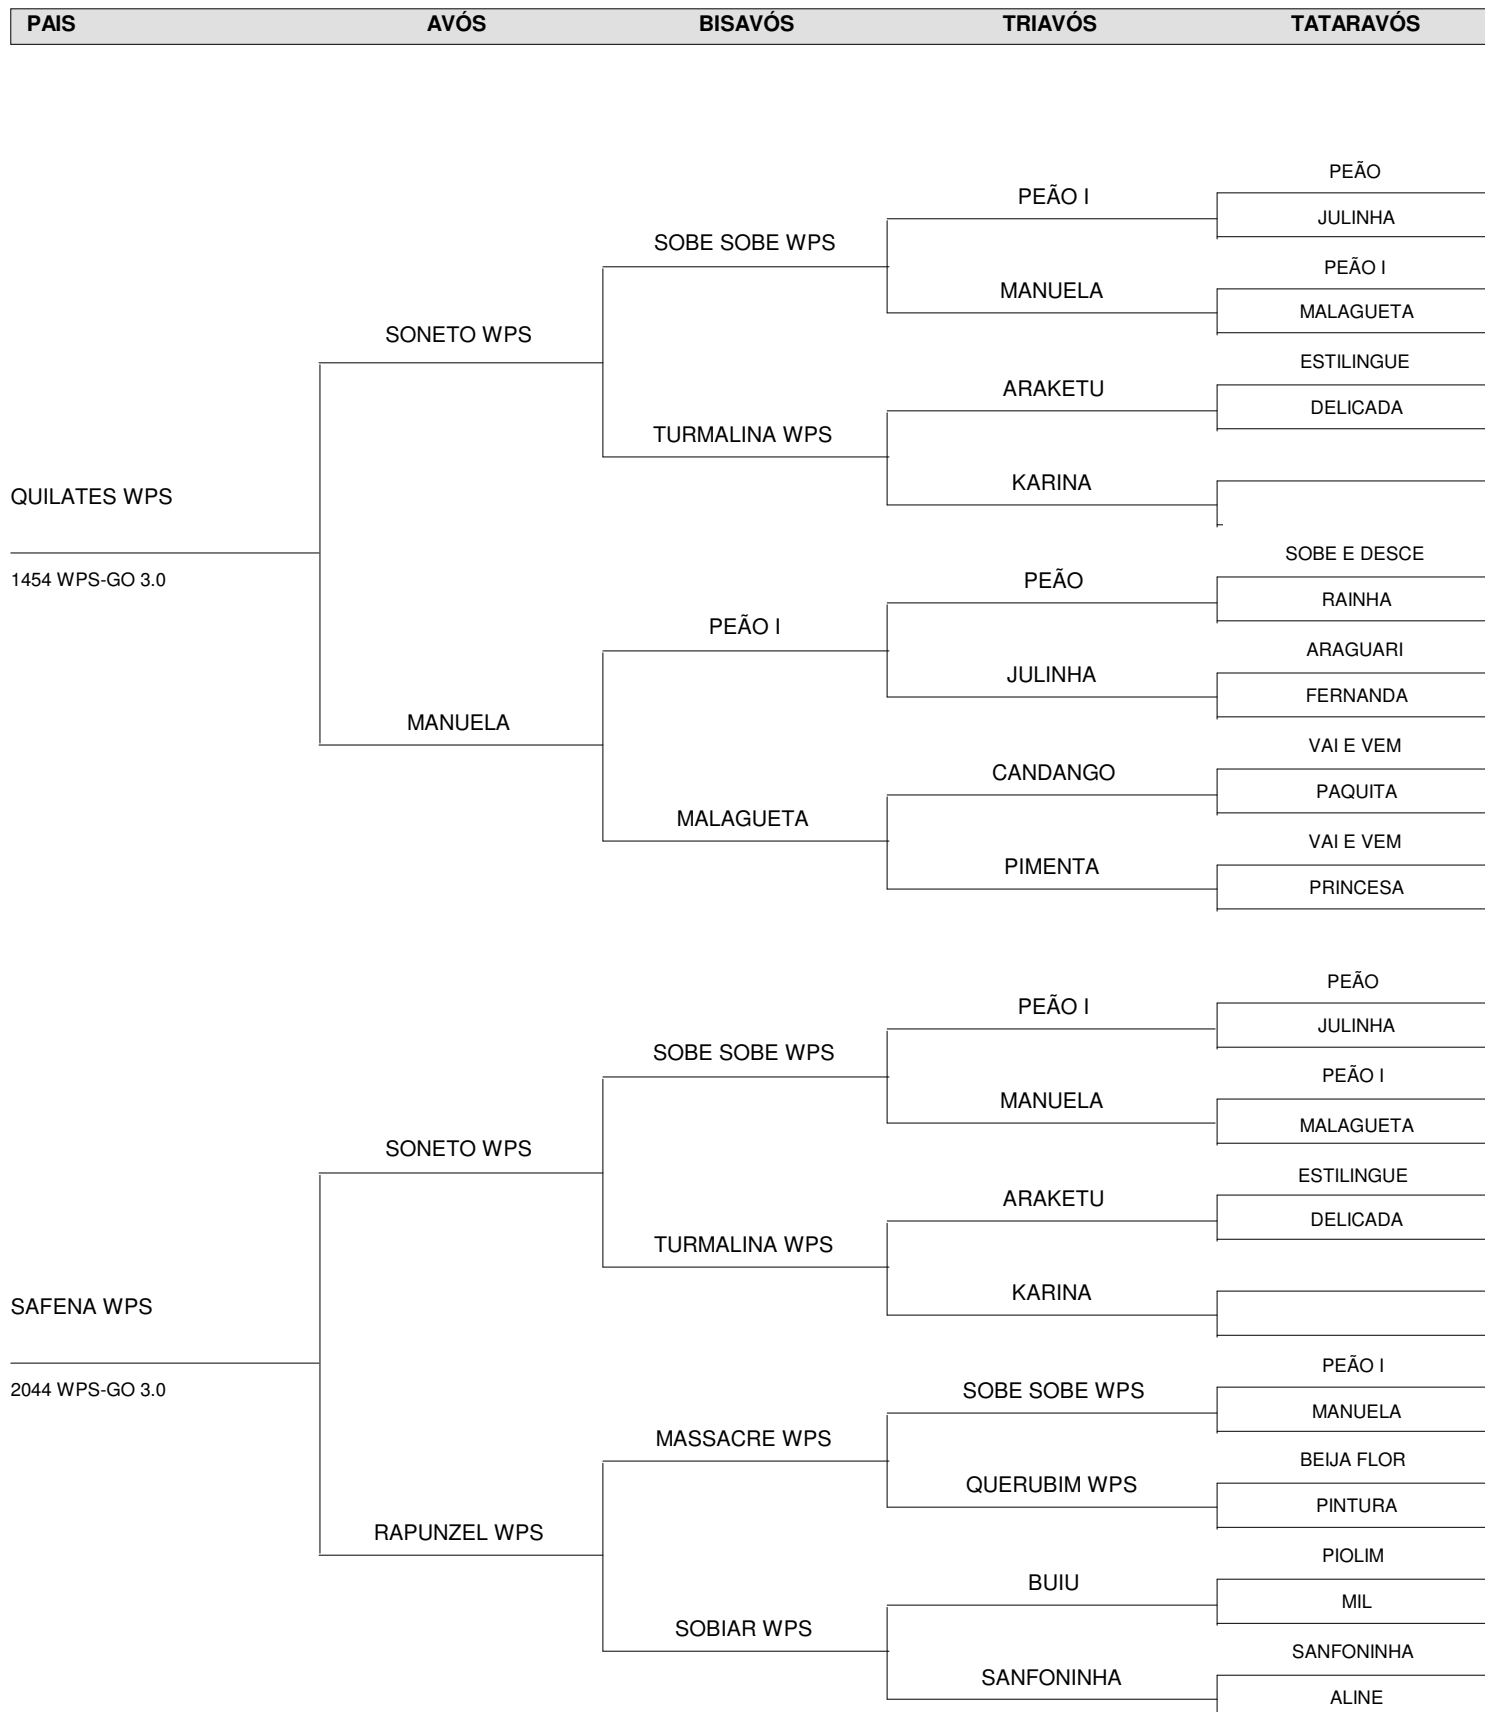 PAIS AVÓS BISAVÓS TRIAVÓS TATARAVÓS
PEÃO
PEÃO I
JULINHA
SOBE SOBE WPS
PEÃO I
MANUELA
MALAGUETA
SONETO WPS
ESTILINGUE
ARAKETU
DELICADA
TURMALINA WPS
KARINA
QUILATES WPS
SOBE E DESCE
1454 WPS-GO 3.0
PEÃO
RAINHA
PEÃO I
ARAGUARI
JULINHA
FERNANDA
MANUELA
VAI E VEM
CANDANGO
PAQUITA
MALAGUETA
VAI E VEM
PIMENTA
PRINCESA
PEÃO
PEÃO I
JULINHA
SOBE SOBE WPS
PEÃO I
MANUELA
MALAGUETA
SONETO WPS
ESTILINGUE
ARAKETU
DELICADA
TURMALINA WPS
KARINA
SAFENA WPS
PEÃO I
2044 WPS-GO 3.0
SOBE SOBE WPS
MANUELA
MASSACRE WPS
BEIJA FLOR
QUERUBIM WPS
PINTURA
RAPUNZEL WPS
PIOLIM
BUIU
MIL
SOBIAR WPS
SANFONINHA
SANFONINHA
ALINE